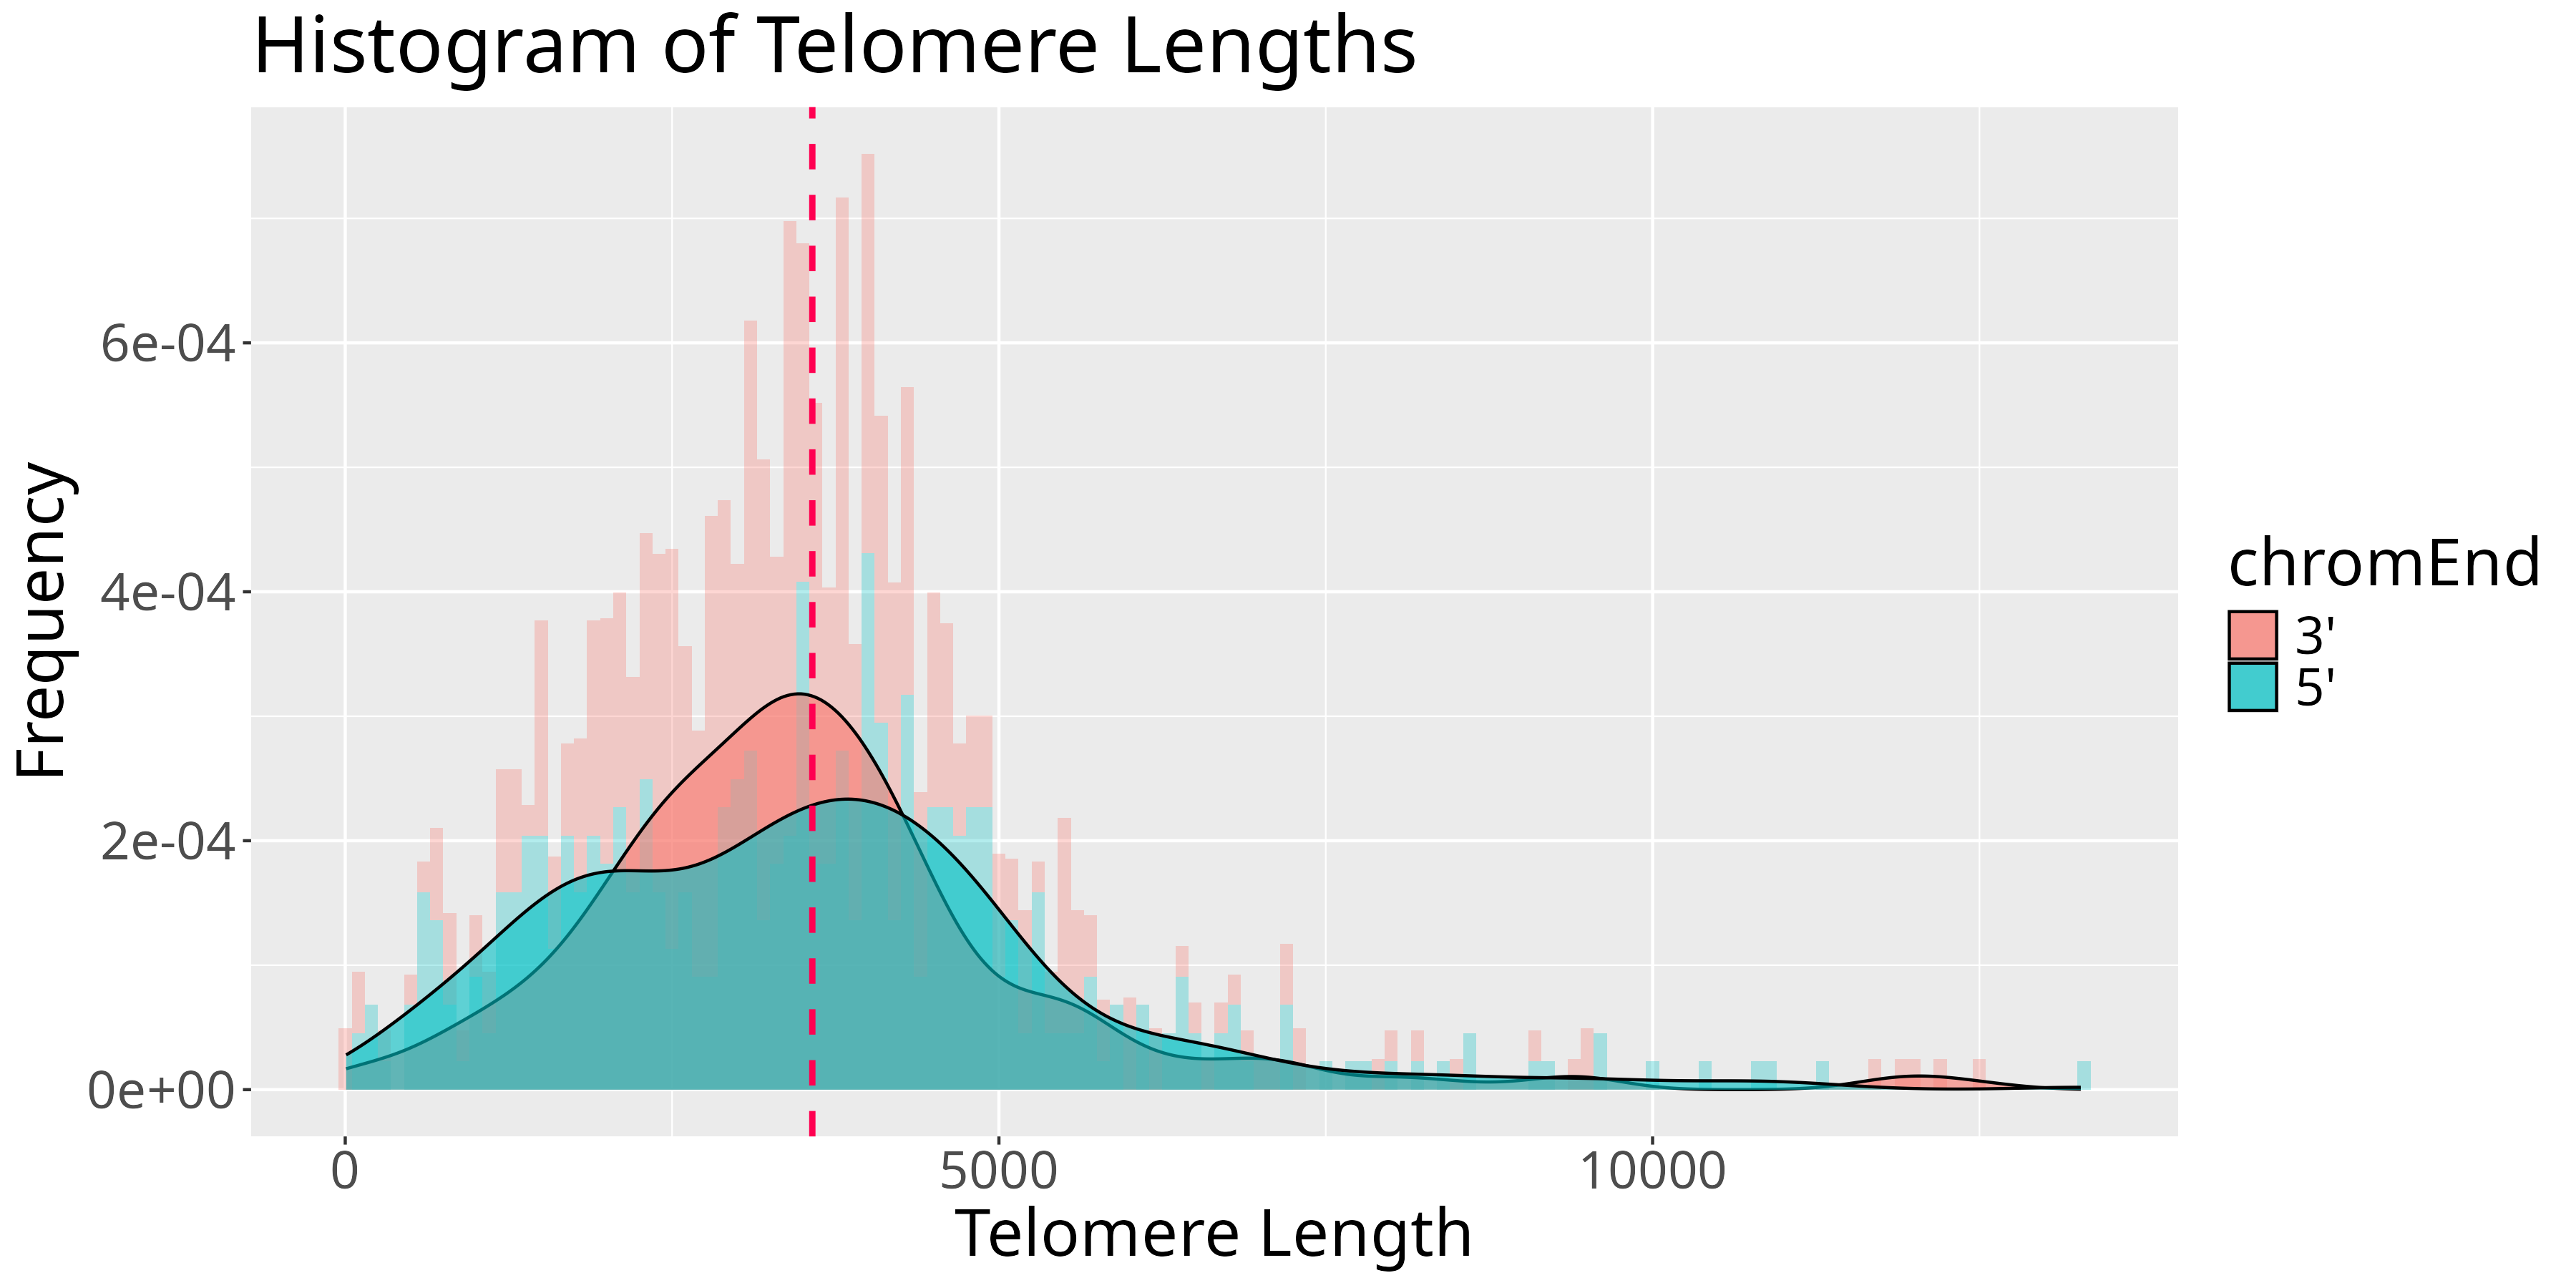 Histogram of Telomere Lengths
Frequency
6e-04
4e-04
2e-04
0e+00
0
5000
10000
Telomere Length
chromEnd
3'
5'